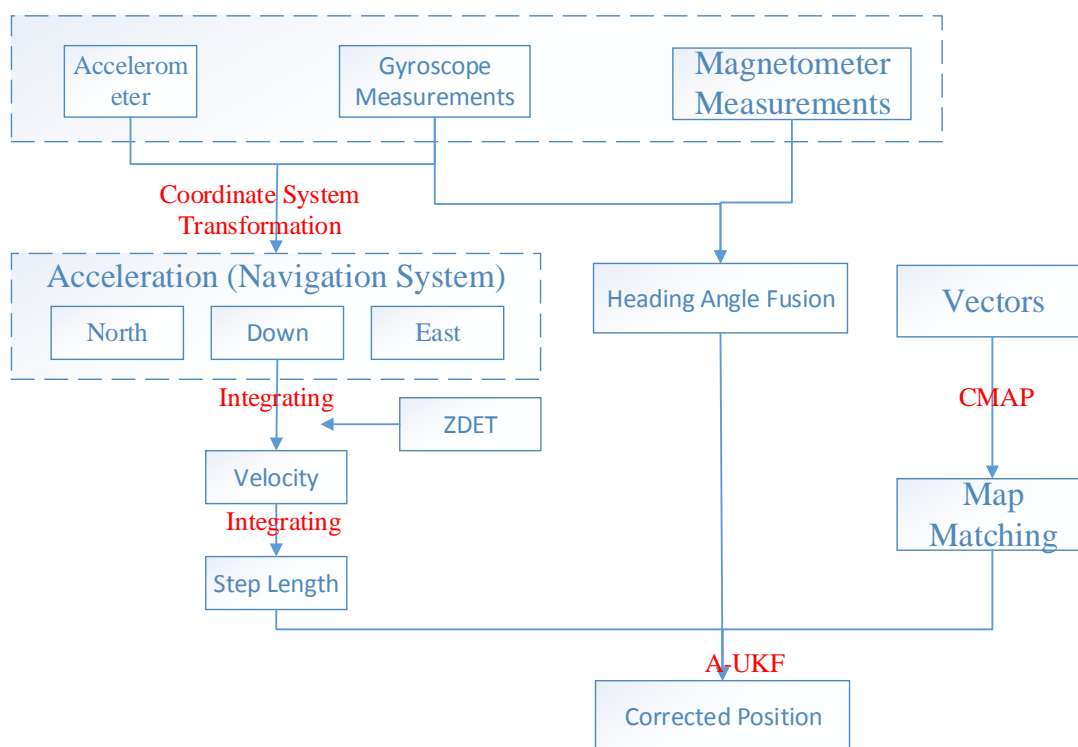 Accelerom
eter
Gyroscope
Measurements
Magnetometer
Measurements
Coordinate System
Transformation
Acceleration (Navigation System)
North
Down
East
Heading Angle Fusion
Vectors
Integrating
ZDET
CMAP
Velocity
Map
Matching
Integrating
Step Length
A-UKF
Corrected Position